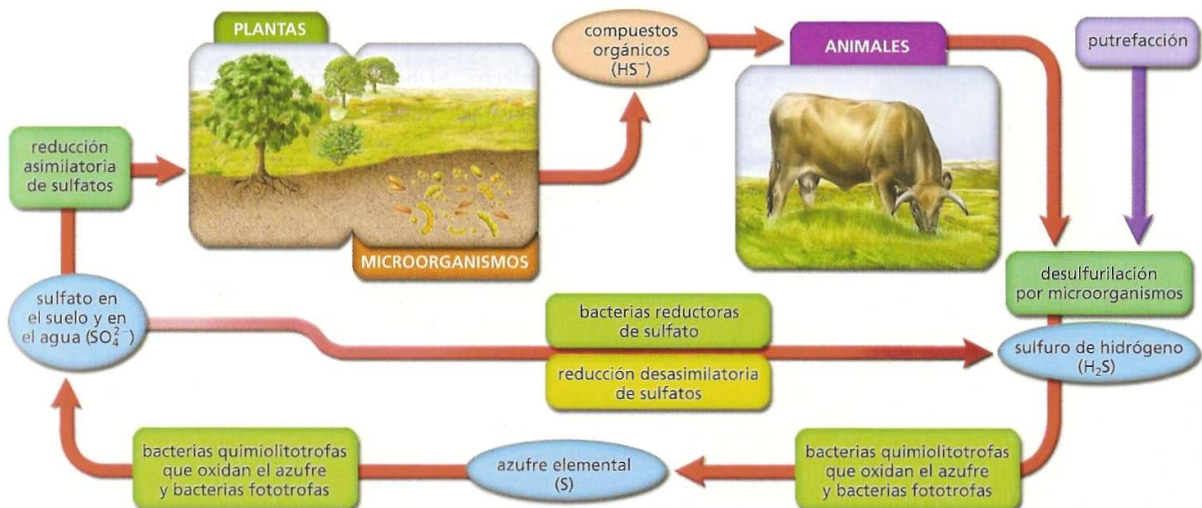 PLANTAS
compuestos
orgánicos
(HS⁻)
ANIMALES
putrefacción
reducción
asimilatoria
de sulfatos
MICROORGANISMOS
desulfurilación
por microorganismos
sulfato en
el suelo y en
el agua (SO₄²⁻)
bacterias reductoras
de sulfato
reducción desasimilatoria
de sulfatos
sulfuro de hidrógeno
(H₂S)
bacterias quimiolitotrofas
que oxidan el azufre
y bacterias fototrofas
azufre elemental
(S)
bacterias quimiolitotrofas
que oxidan el azufre
y bacterias fototrofas